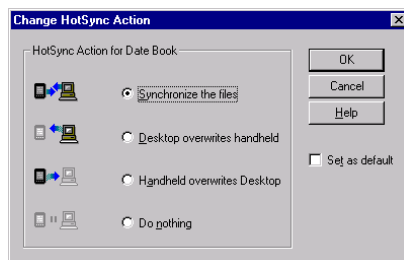 Change HotSync Action
HotSync Action for Date Book
Synchronize the files
Desktop overwrites handheld
Handheld overwrites Desktop
Do nothing
OK
Cancel
Help
Set as default